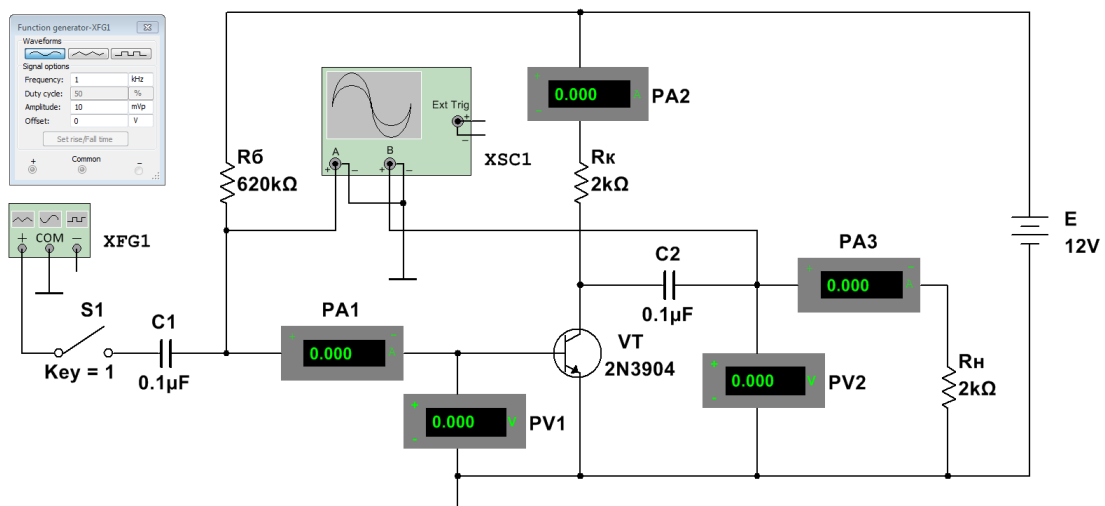 Function generator-XFG1
Waveforms
Signal options
Frequency: 1 kHz
Duty cycle: 50 %
Amplitude: 10 mVp
Offset: 0 V
Set rise/Fall time
+ Common −
+ COM −
XFG1
S1
Key = 1
C1
0.1µF
Rб
620kΩ
A B
+ − + −
Ext Trig
+
−
XSC1
- 0.000 A
-
PA2
Rк
2kΩ
PA1
+ − 0.000 A
C2
0.1µF
PA3
- − 0.000 A
E
12V
VT
2N3904
+ 0.000 V
-
PV1
+ 0.000 V
-
PV2
Rн
2kΩ